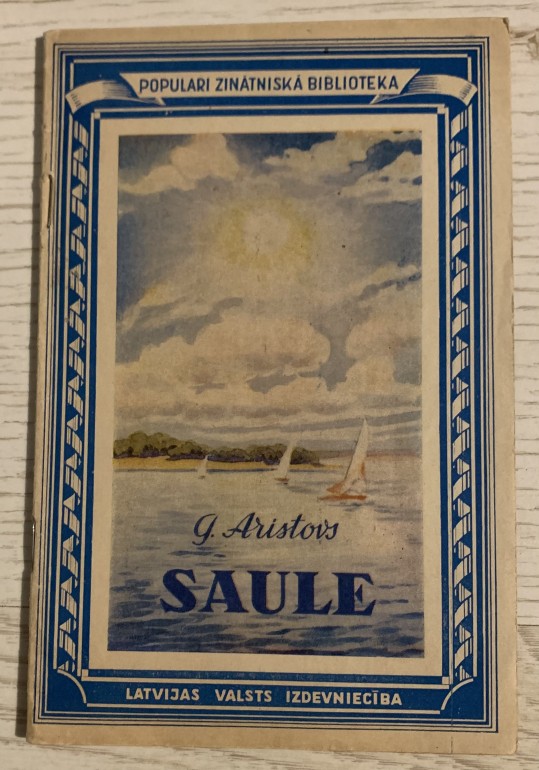 POPULARI ZINĀTNISKĀ BIBLIOTEKA
G. Aristovs
SAULE
LATVIJAS VALSTS IZDEVNIECĪBA